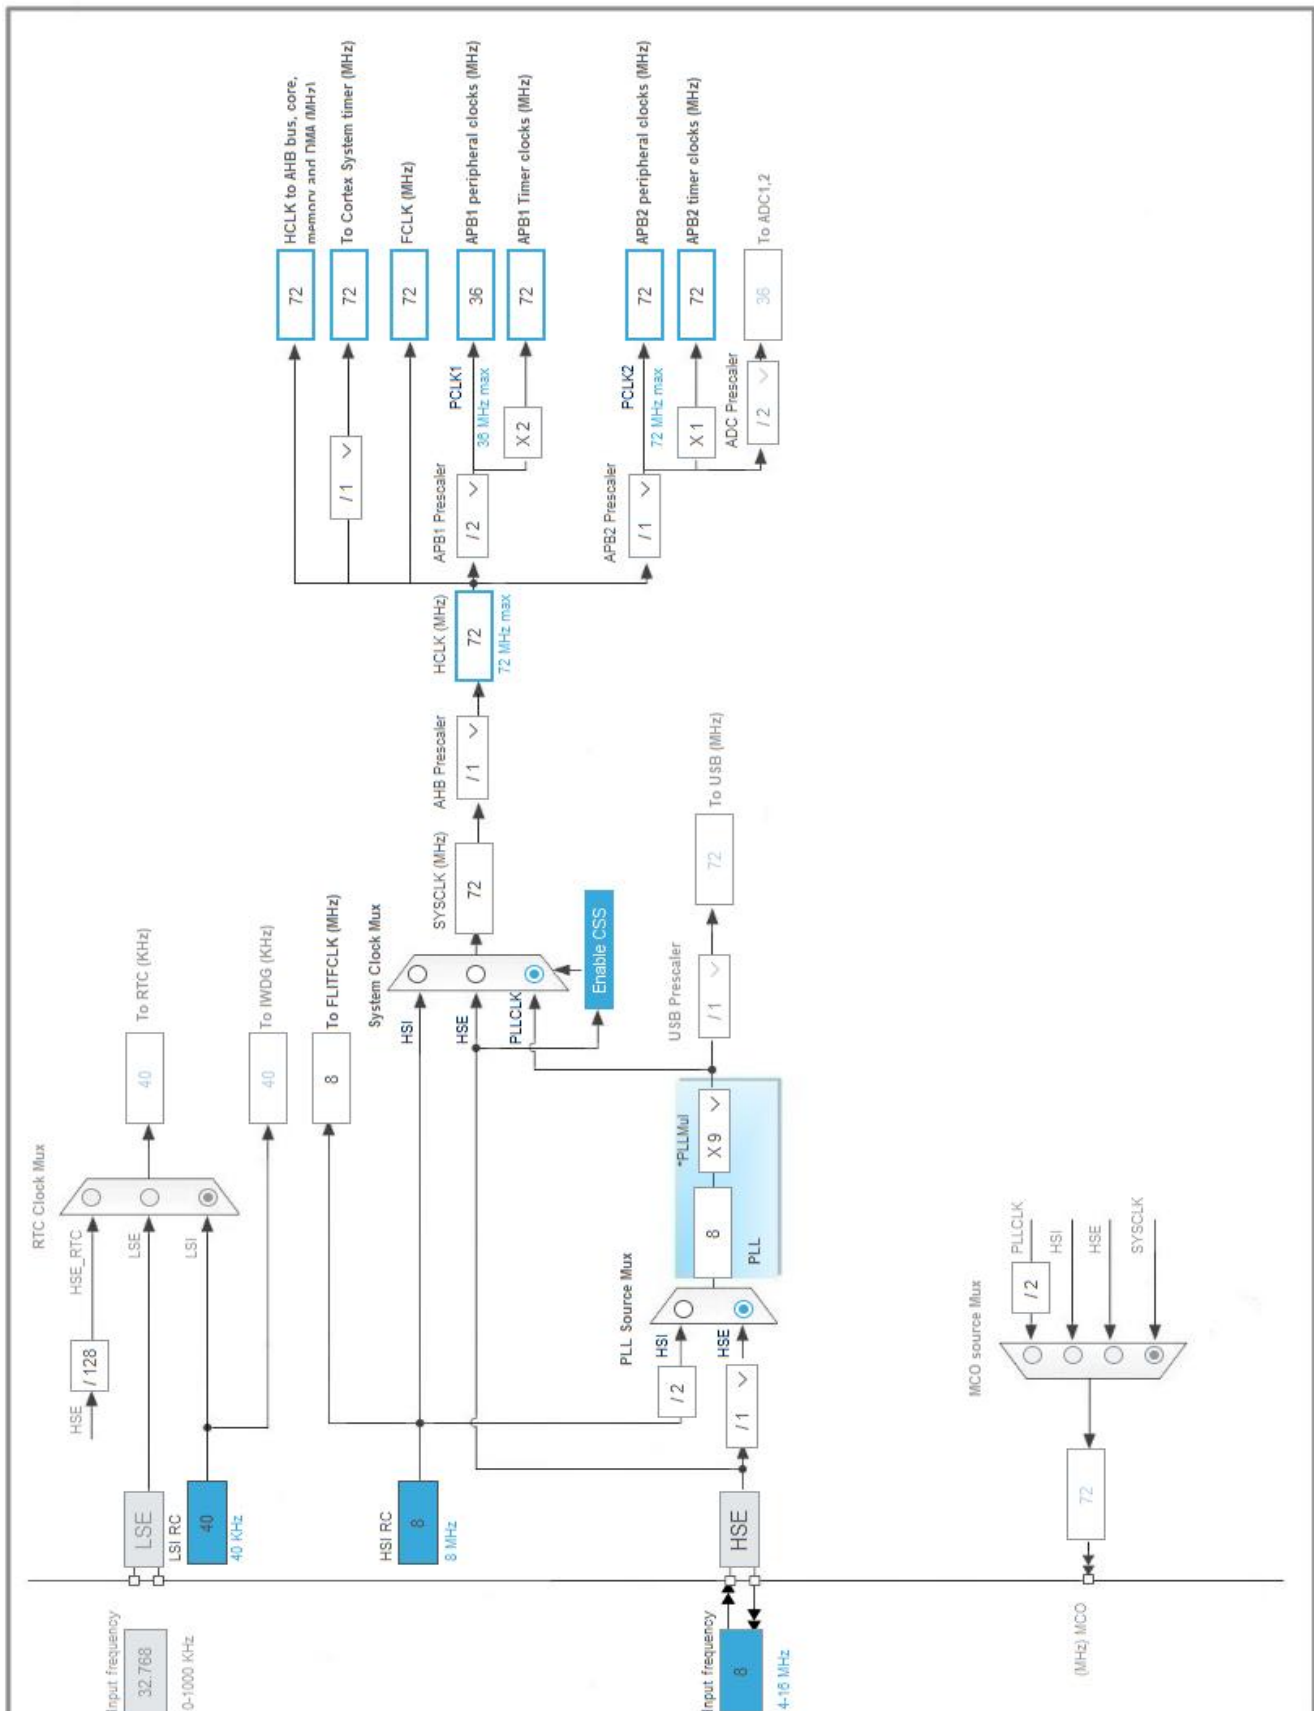 Input frequency
32.768
0-1000 KHz
LSE
LSI RC
40
40 KHz
HSE
/ 128
HSE_RTC
LSE
LSI
RTC Clock Mux
40
To RTC (KHz)
40
To IWDG (KHz)
HSI RC
8
8 MHz
8
To FLITFCLK (MHz)
System Clock Mux
HSI
HSE
PLLCLK
Enable CSS
SYSCLK (MHz)
72
AHB Prescaler
/ 1
HCLK (MHz)
72
72 MHz max
72
HCLK to AHB bus, core,
memory and DMA (MHz)
/ 1
72
To Cortex System timer (MHz)
72
FCLK (MHz)
APB1 Prescaler
/ 2
PCLK1
36 MHz max
36
APB1 peripheral clocks (MHz)
X 2
72
APB1 Timer clocks (MHz)
APB2 Prescaler
/ 1
PCLK2
72 MHz max
72
APB2 peripheral clocks (MHz)
X 1
72
APB2 timer clocks (MHz)
ADC Prescaler
/ 2
36
To ADC1,2
Input frequency
8
4-16 MHz
HSE
/ 2
/ 1
PLL Source Mux
HSI
HSE
8
PLL
*PLLMul
X 9
USB Prescaler
/ 1
72
To USB (MHz)
(MHz) MCO
72
MCO source Mux
/ 2
PLLCLK
HSI
HSE
SYSCLK